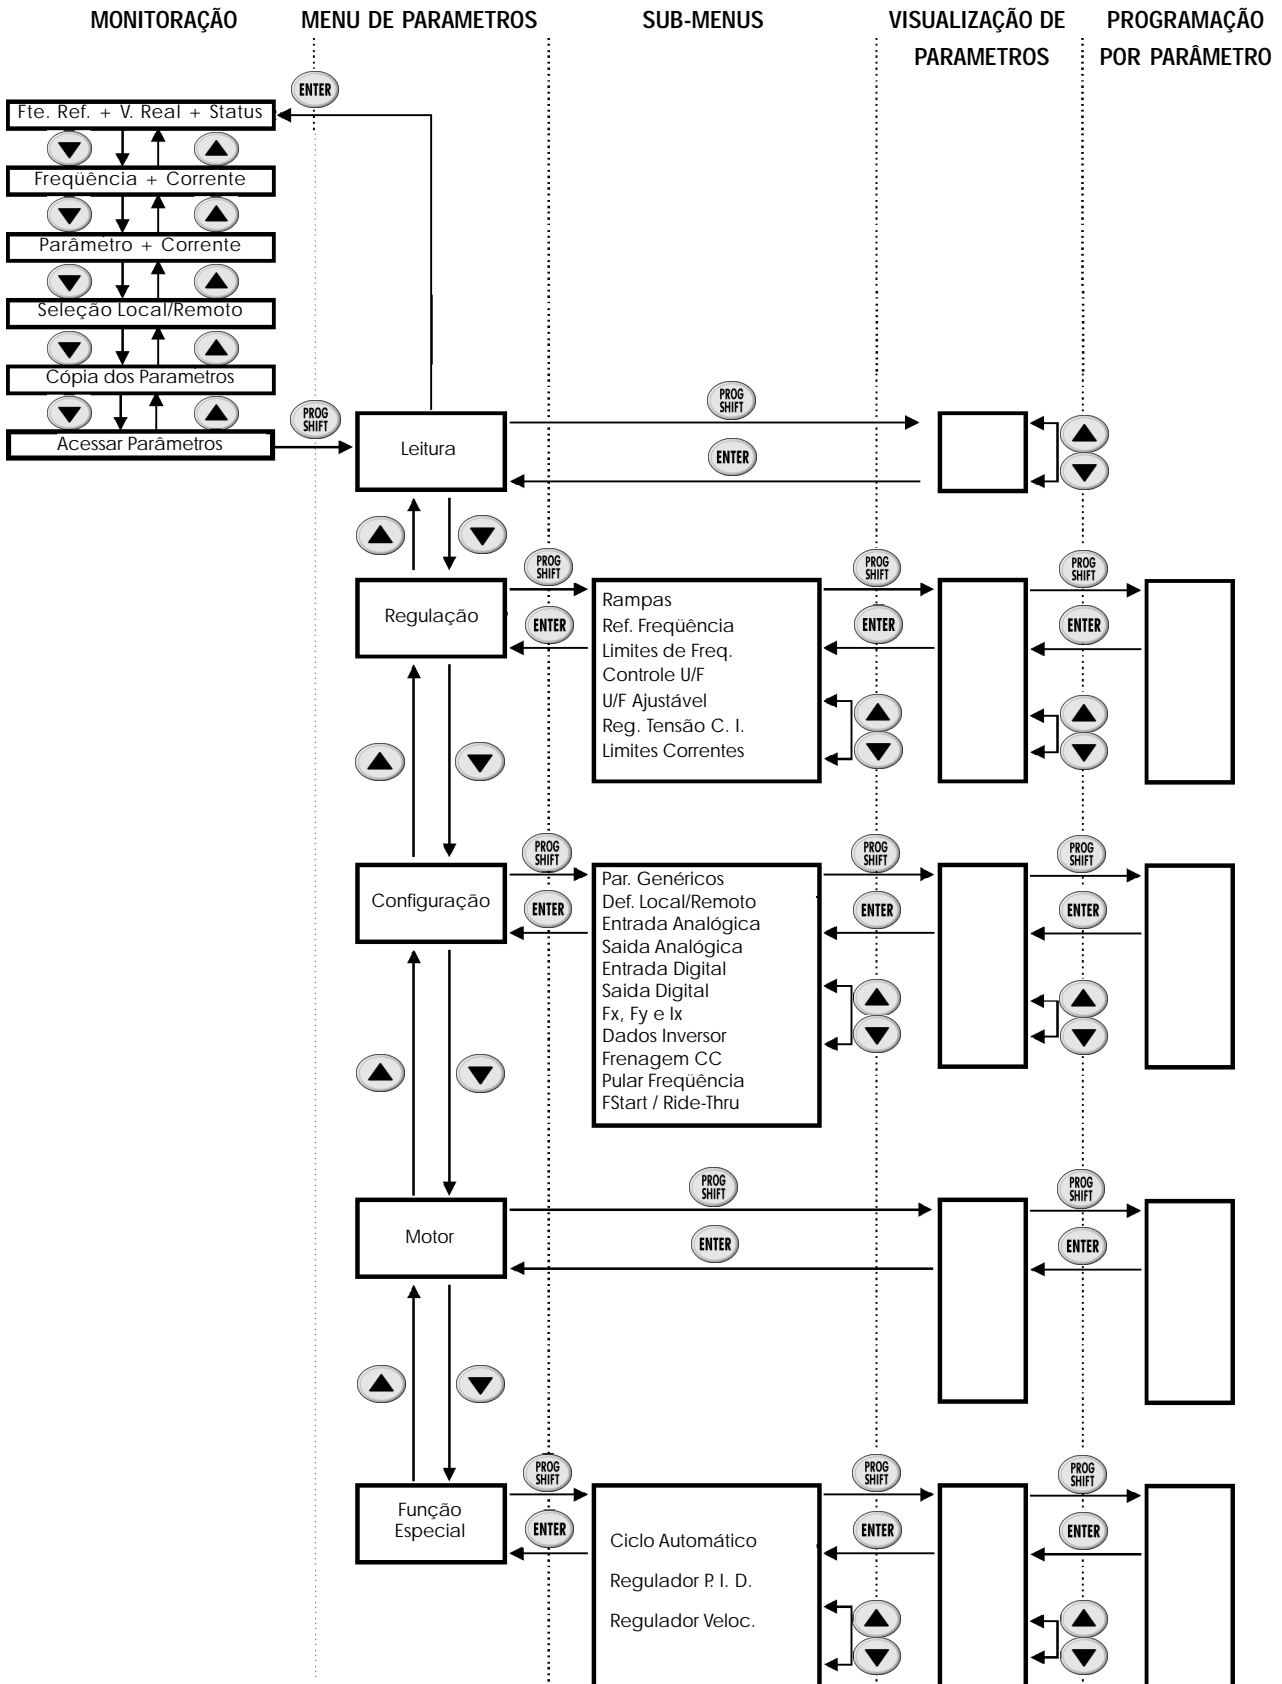 MONITORAÇÃO
MENU DE PARAMETROS
SUB-MENUS
VISUALIZAÇÃO DE
PARAMETROS
PROGRAMAÇÃO
POR PARÂMETRO
ENTER
Fte. Ref. + V. Real + Status
Freqüência + Corrente
Parâmetro + Corrente
Seleção Local/Remoto
Cópia dos Parametros
Acessar Parâmetros
PROG
SHIFT
Leitura
PROG
SHIFT
ENTER
PROG
SHIFT
PROG
SHIFT
PROG
SHIFT
Regulação
ENTER
Rampas
Ref. Freqüência
Limites de Freq.
Controle U/F
U/F Ajustável
Reg. Tensão C. I.
Limites Correntes
ENTER
ENTER
PROG
SHIFT
PROG
SHIFT
PROG
SHIFT
Configuração
ENTER
Par. Genéricos
Def. Local/Remoto
Entrada Analógica
Saida Analógica
Entrada Digital
Saida Digital
Fx, Fy e Ix
Dados Inversor
Frenagem CC
Pular Freqüência
FStart / Ride-Thru
ENTER
ENTER
PROG
SHIFT
PROG
SHIFT
Motor
ENTER
ENTER
PROG
SHIFT
PROG
SHIFT
PROG
SHIFT
Função
Especial
ENTER
Ciclo Automático
Regulador P. I. D.
Regulador Veloc.
ENTER
ENTER